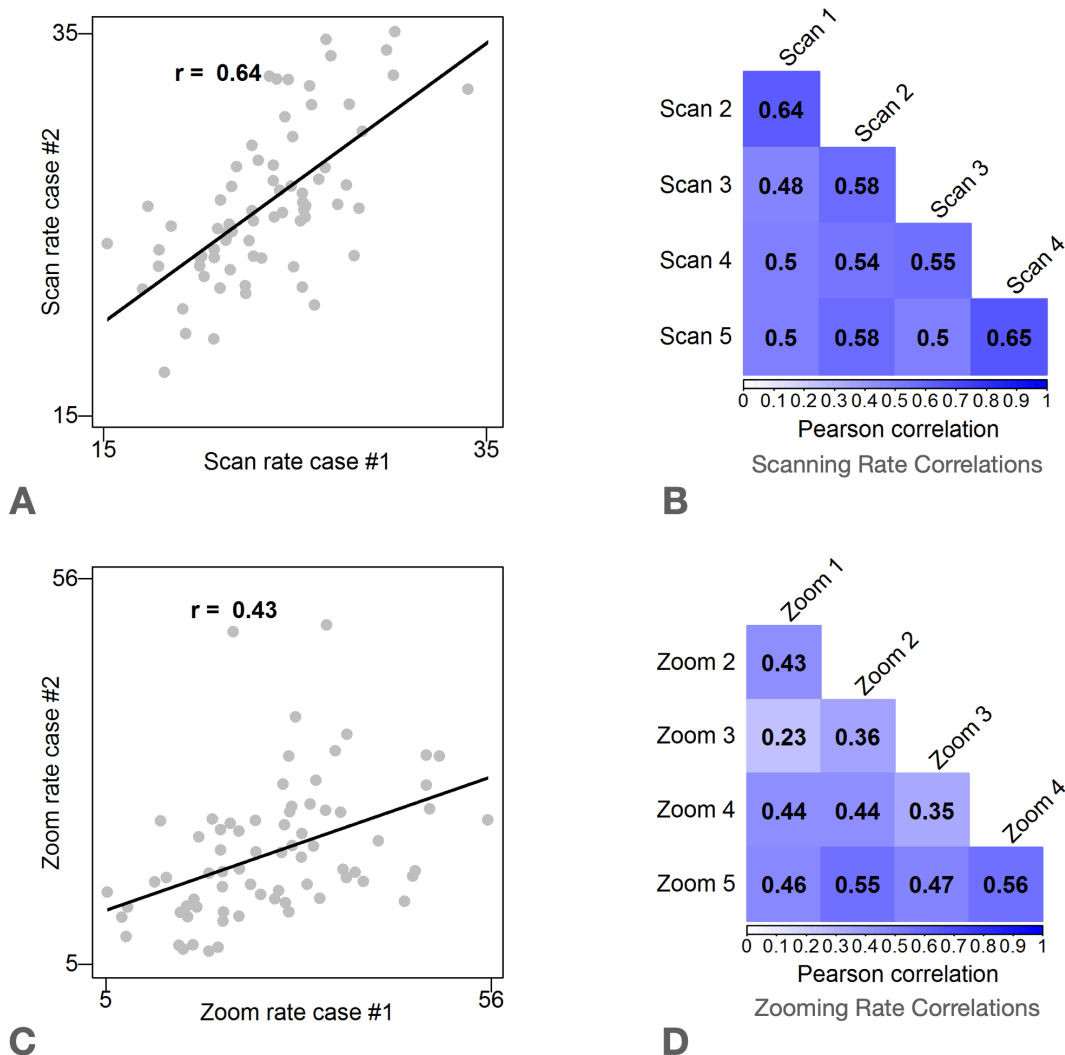 35
r = 0.64
Scan rate case #2
15
15
35
Scan rate case #1
A
Scan 1
Scan 2
0.64
Scan 2
Scan 3
0.48 0.58
Scan 3
Scan 4
0.5 0.54 0.55
Scan 4
Scan 5
0.5 0.58 0.5 0.65
0 0.1 0.2 0.3 0.4 0.5 0.6 0.7 0.8 0.9 1
Pearson correlation
Scanning Rate Correlations
B
56
r = 0.43
Zoom rate case #2
5
5
56
Zoom rate case #1
C
Zoom 1
Zoom 2
0.43
Zoom 2
Zoom 3
0.23 0.36
Zoom 3
Zoom 4
0.44 0.44 0.35
Zoom 4
Zoom 5
0.46 0.55 0.47 0.56
0 0.1 0.2 0.3 0.4 0.5 0.6 0.7 0.8 0.9 1
Pearson correlation
Zooming Rate Correlations
D